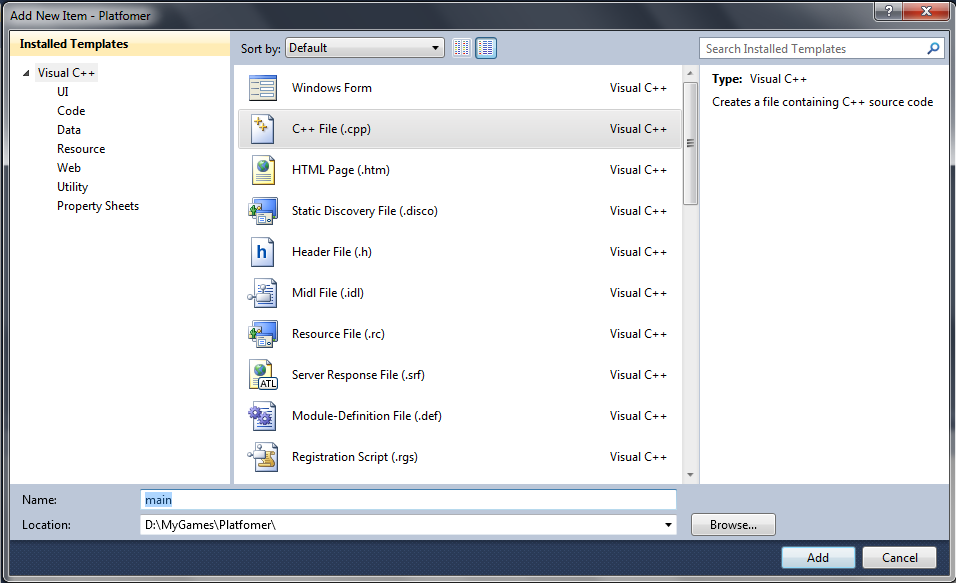 Add New Item - Platfomer
Installed Templates
Sort by: Default
Search Installed Templates
Visual C++
UI
Code
Data
Resource
Web
Utility
Property Sheets
Windows Form Visual C++
C++ File (.cpp) Visual C++
HTML Page (.htm) Visual C++
Static Discovery File (.disco) Visual C++
h Header File (.h) Visual C++
Midl File (.idl) Visual C++
Resource File (.rc) Visual C++
ATL Server Response File (.srf) Visual C++
Module-Definition File (.def) Visual C++
Registration Script (.rgs) Visual C++
Type: Visual C++
Creates a file containing C++ source code
Name: main
Location: D:\MyGames\Platfomer\ Browse...
Add Cancel